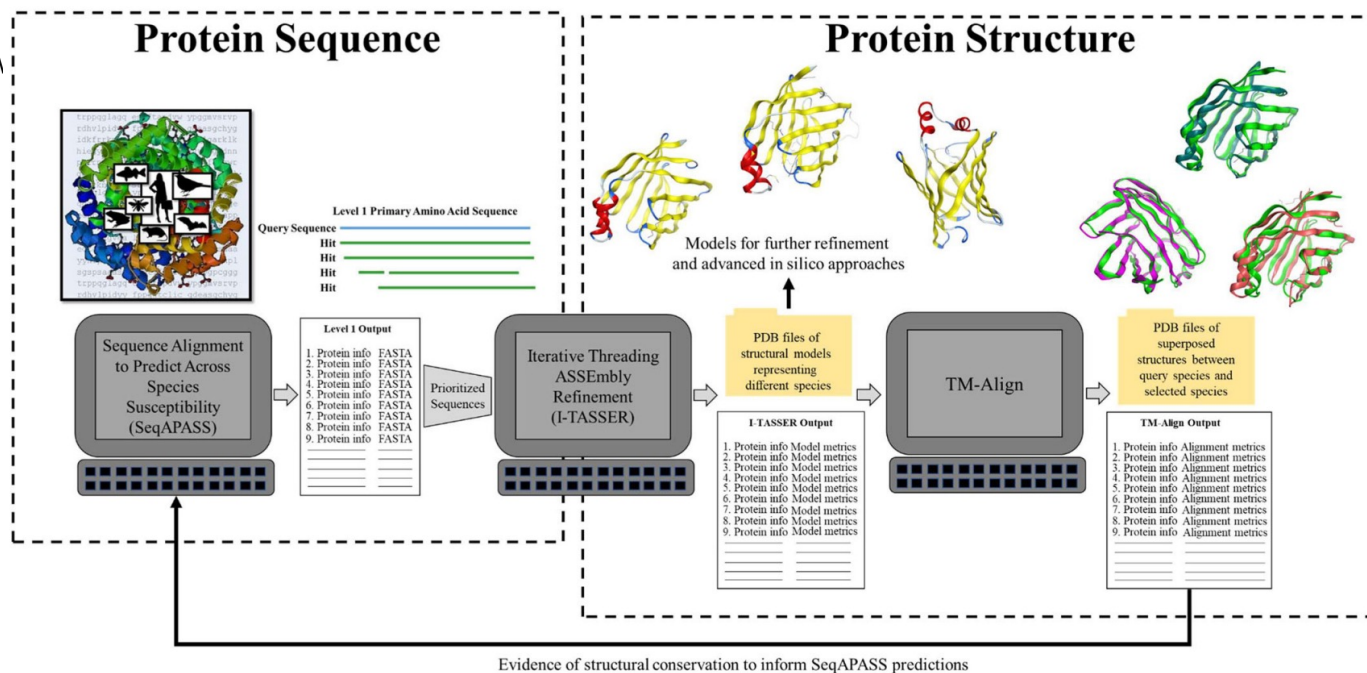 Protein Sequence
Protein Structure
trppqglagq
ypggavsrvp
rdhvlpidyy
Level 1 Primary Amino Acid Sequence
Query Sequence
Hit
Hit
Hit
Hit
Models for further refinement
and advanced in silico approaches
Sequence Alignment
to Predict Across
Species
Susceptibility
(SeqAPASS)
Level 1 Output
1. Protein info FASTA
2. Protein info FASTA
3. Protein info FASTA
4. Protein info FASTA
5. Protein info FASTA
6. Protein info FASTA
7. Protein info FASTA
8. Protein info FASTA
9. Protein info FASTA
Prioritized
Sequences
Iterative Threading
ASSEmbly
Refinement
(I-TASSER)
PDB files of
structural models
representing
different species
I-TASSER Output
1. Protein info Model metrics
2. Protein info Model metrics
3. Protein info Model metrics
4. Protein info Model metrics
5. Protein info Model metrics
6. Protein info Model metrics
7. Protein info Model metrics
8. Protein info Model metrics
9. Protein info Model metrics
TM-Align
PDB files of
superposed
structures between
query species and
selected species
TM-Align Output
1. Protein info Alignment metrics
2. Protein info Alignment metrics
3. Protein info Alignment metrics
4. Protein info Alignment metrics
5. Protein info Alignment metrics
6. Protein info Alignment metrics
7. Protein info Alignment metrics
8. Protein info Alignment metrics
9. Protein info Alignment metrics
Evidence of structural conservation to inform SeqAPASS predictions